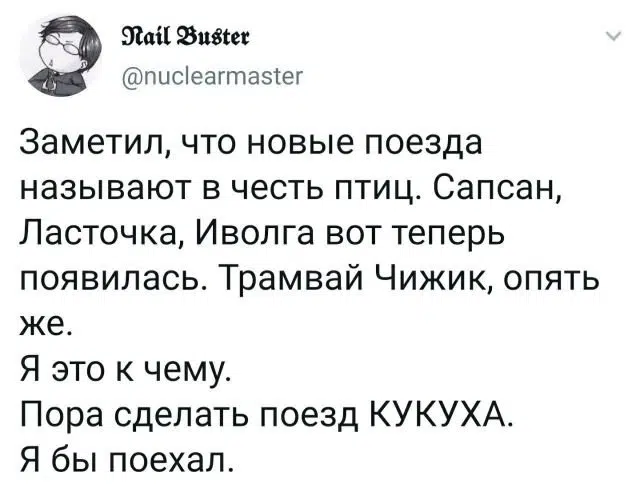 Nail Buster
@nuclearmaster
Заметил, что новые поезда
называют в честь птиц. Сапсан,
Ласточка, Иволга вот теперь
появилась. Трамвай Чижик, опять
же.
Я это к чему.
Пора сделать поезд КУКУХА.
Я бы поехал.